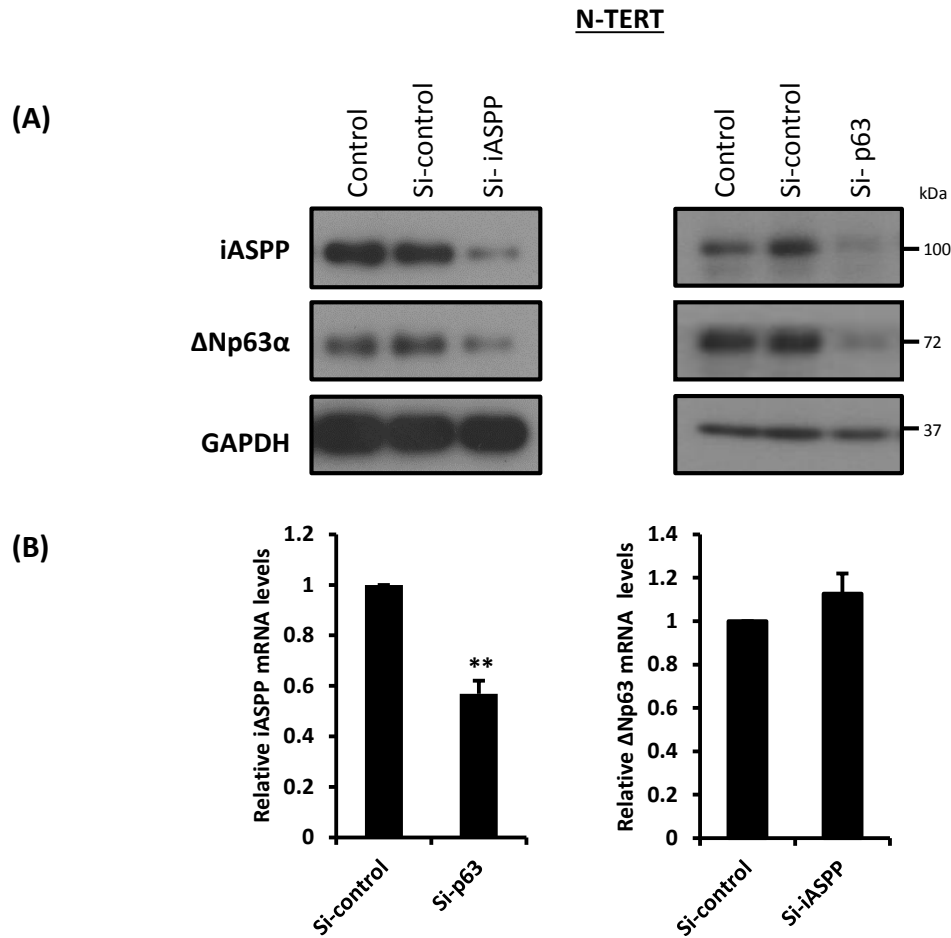 N-TERT
(A)
Control
Si-control
Si- iASPP
Control
Si-control
Si- p63
kDa
iASPP
100
ΔNp63α
72
GAPDH
37
(B)
Relative iASPP mRNA levels
1.2
1
0.8
0.6
0.4
0.2
0
**
Si-control
Si-p63
Relative ΔNp63 mRNA levels
1.4
1.2
1
0.8
0.6
0.4
0.2
0
Si-control
Si-iASPP